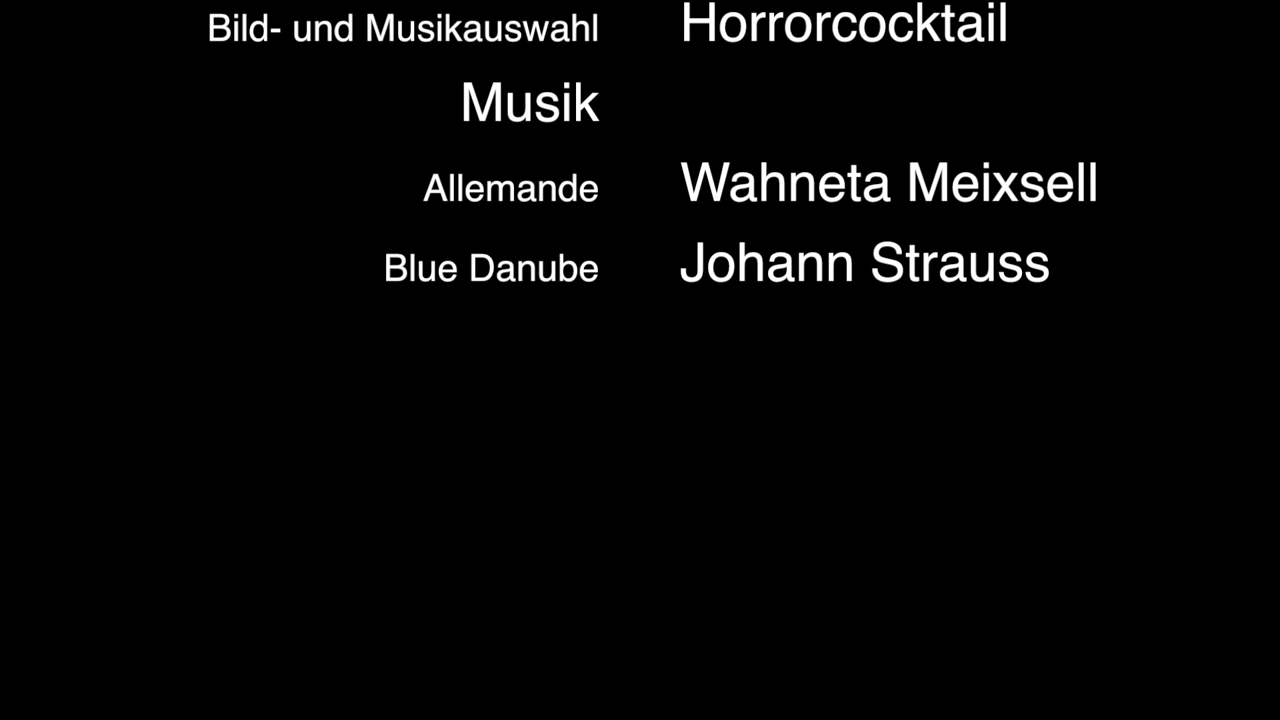 Bild- und Musikauswahl Horrorcocktail
Musik
Allemande Wahneta Meixsell
Blue Danube Johann Strauss